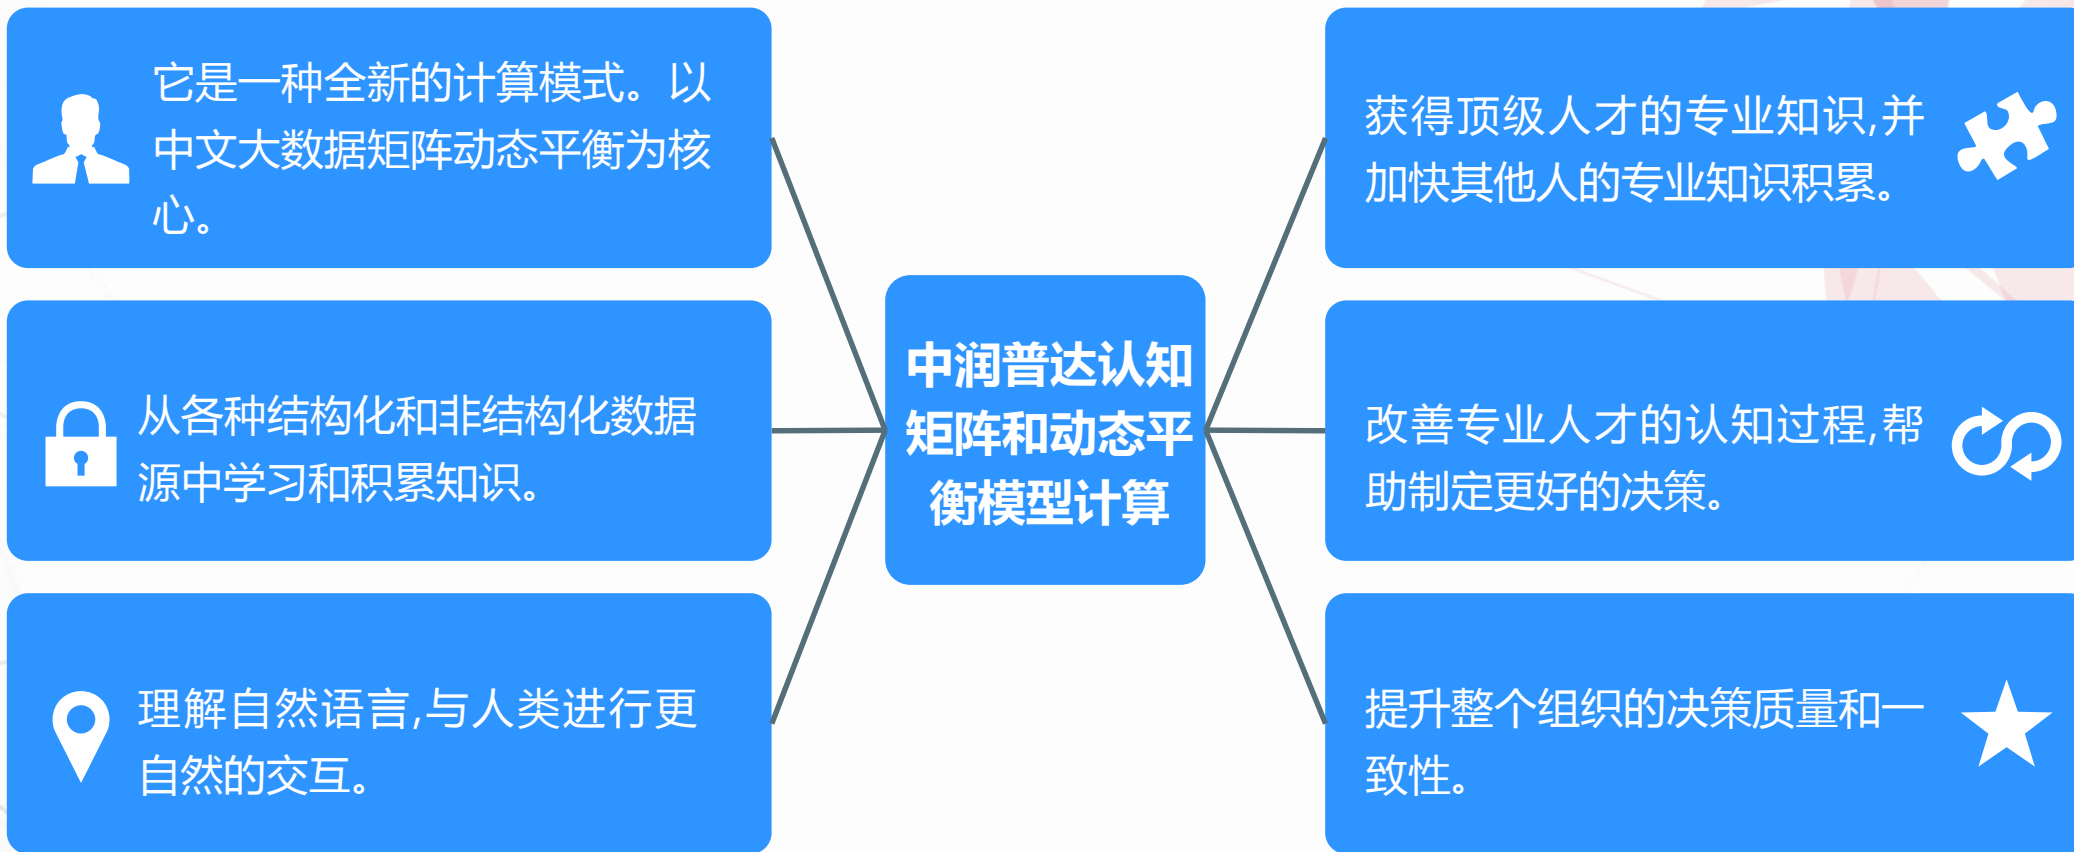 它是一种全新的计算模式。以
中文大数据矩阵动态平衡为核
心。
从各种结构化和非结构化数据
源中学习和积累知识。
理解自然语言,与人类进行更
自然的交互。
中润普达认知
矩阵和动态平
衡模型计算
获得顶级人才的专业知识,并
加快其他人的专业知识积累。
改善专业人才的认知过程,帮
助制定更好的决策。
提升整个组织的决策质量和一
致性。